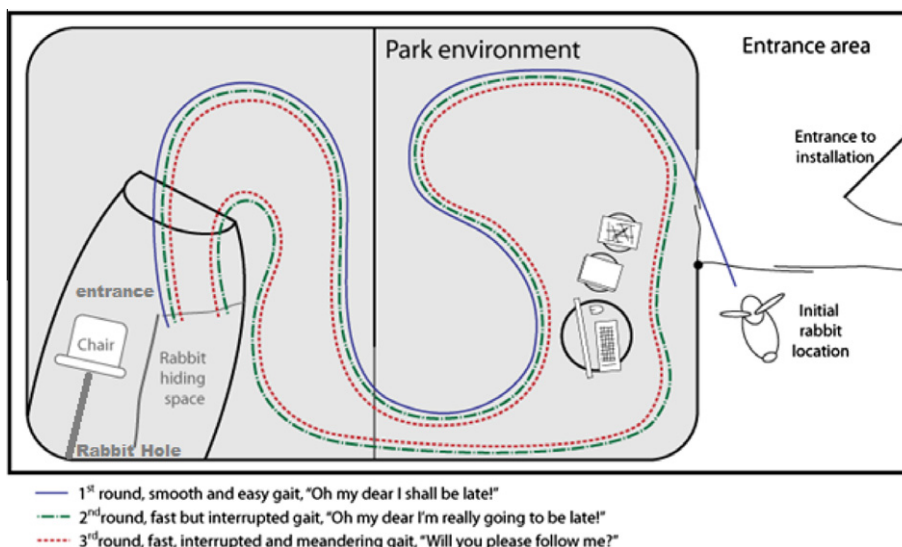 Park environment
Entrance area
Entrance to
installation
entrance
Chair
Rabbit
hiding
space
Initial
rabbit
location
Rabbit Hole
1st round, smooth and easy gait, "Oh my dear I shall be late!"
2nd round, fast but interrupted gait, "Oh my dear I'm really going to be late!"
3rd round, fast, interrupted and meandering gait, "Will you please follow me?"